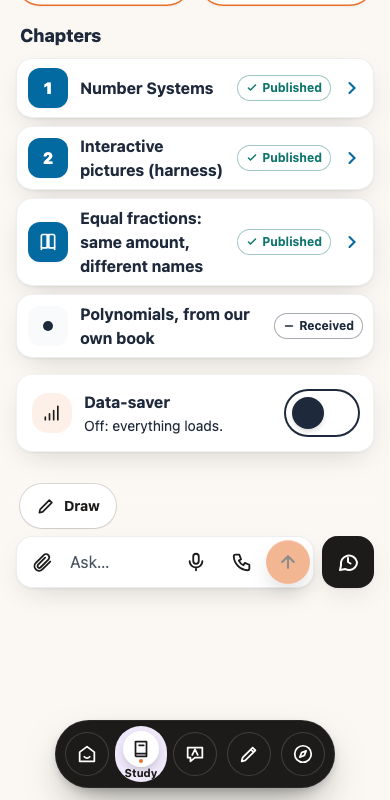 Chapters
1
Number Systems
Published
2
Interactive
pictures (harness)
Published
Equal fractions:
same amount,
different names
Published
Polynomials, from our
own book
Received
Data-saver
Off: everything loads.
Draw
Ask...
Study